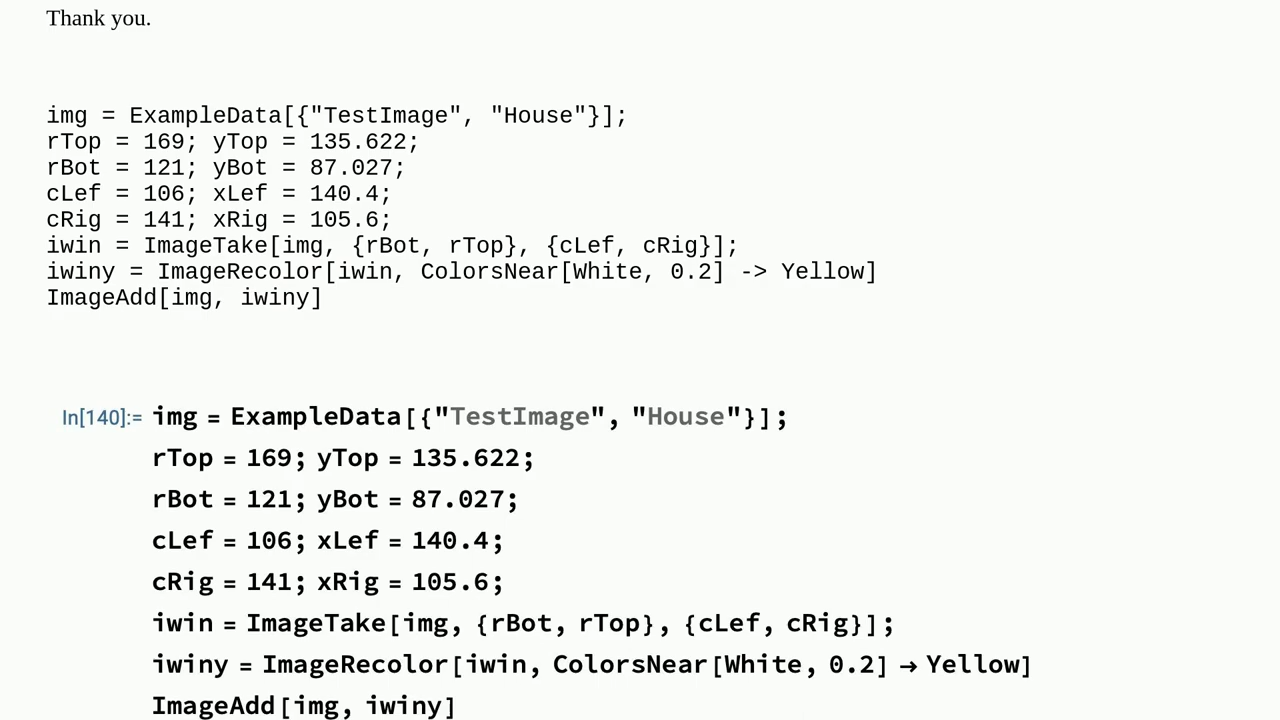 Thank you.
img = ExampleData[{"TestImage", "House"}];
rTop = 169; yTop = 135.622;
rBot = 121; yBot = 87.027;
cLef = 106; xLef = 140.4;
cRig = 141; xRig = 105.6;
iwin = ImageTake[img, {rBot, rTop}, {cLef, cRig}];
iwiny = ImageRecolor[iwin, ColorsNear[White, 0.2] -> Yellow]
ImageAdd[img, iwiny]
In[140]:= img = ExampleData[{"TestImage", "House"}];
rTop = 169; yTop = 135.622;
rBot = 121; yBot = 87.027;
cLef = 106; xLef = 140.4;
cRig = 141; xRig = 105.6;
iwin = ImageTake[img, {rBot, rTop}, {cLef, cRig}];
iwiny = ImageRecolor[iwin, ColorsNear[White, 0.2] → Yellow]
ImageAdd[img, iwiny]